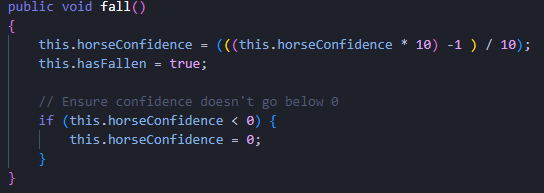 public void fall()
{
    this.horseConfidence = (((this.horseConfidence * 10) -1 ) / 10);
    this.hasFallen = true;

    // Ensure confidence doesn't go below 0
    if (this.horseConfidence < 0) {
        this.horseConfidence = 0;
    }
}